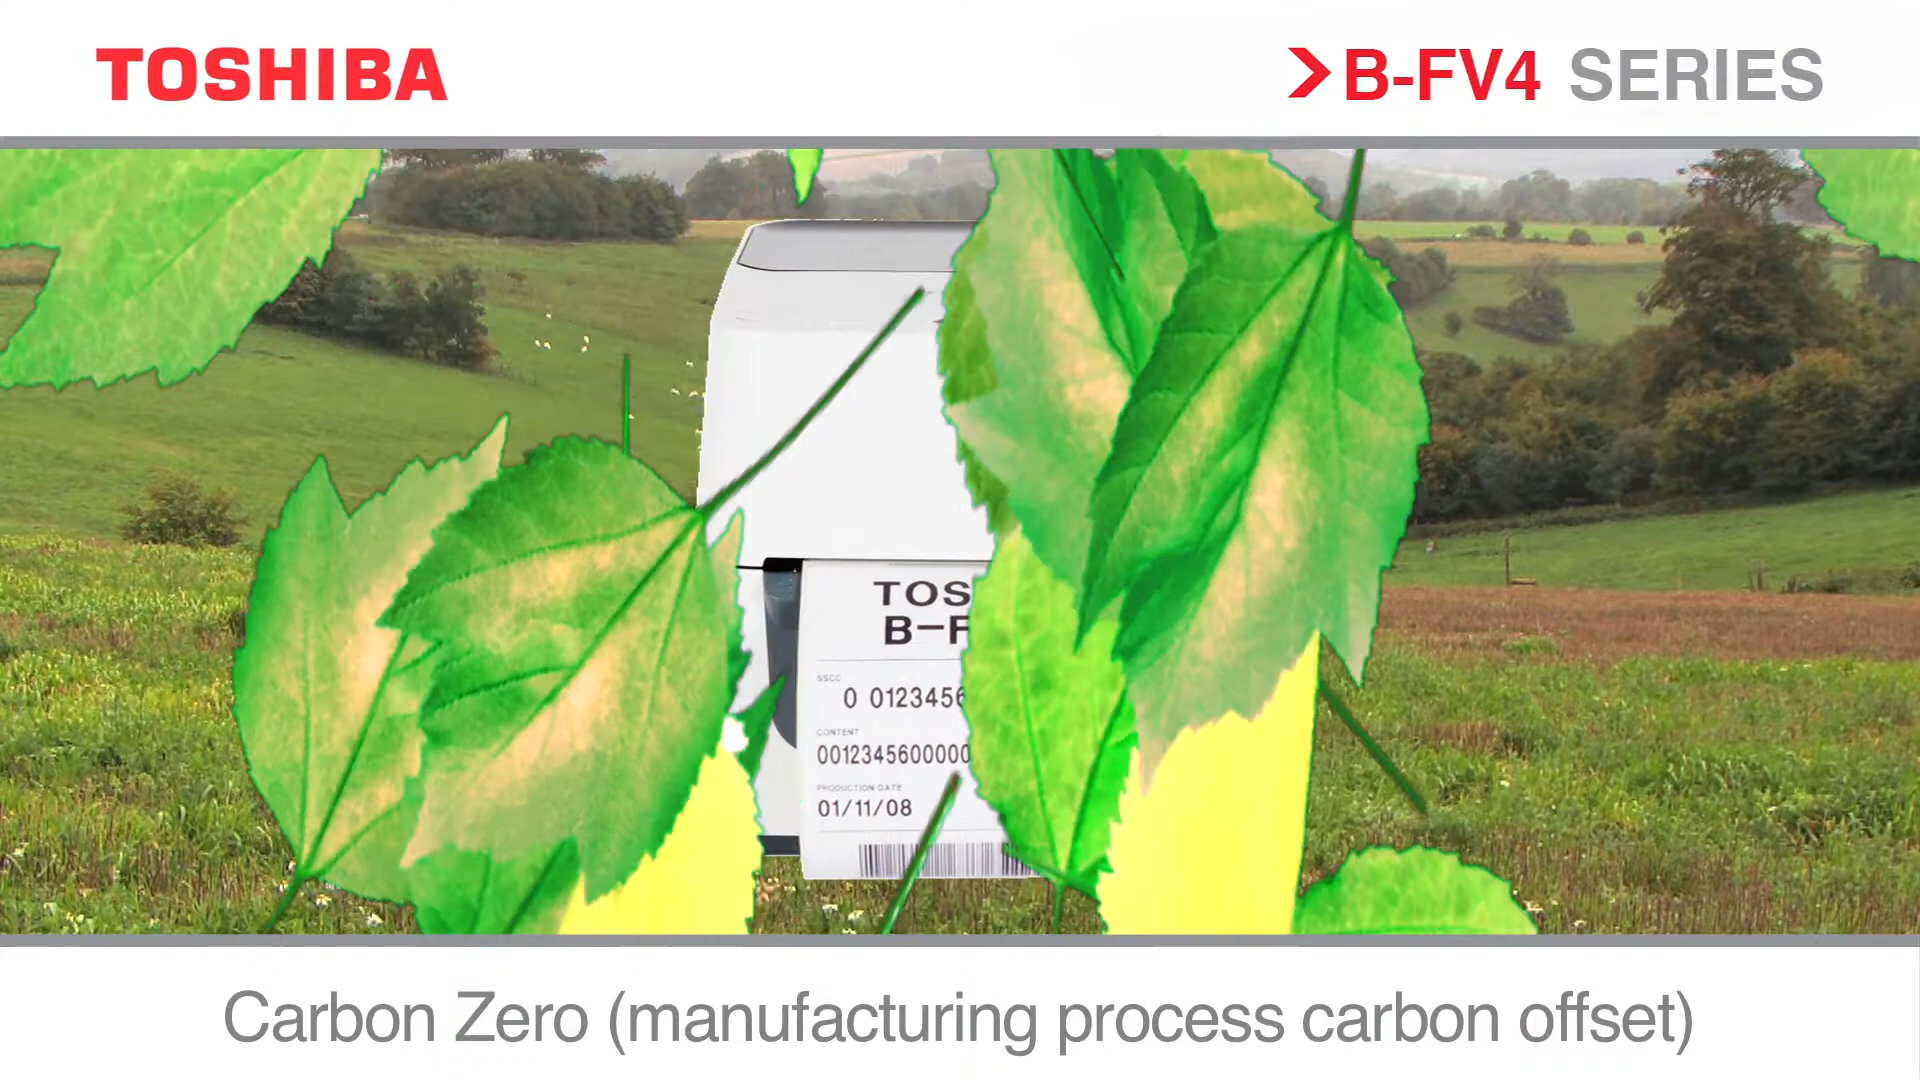 TOSHIBA
B-FV4 SERIES
TOS
B-F
SSCC
0 0123456
CONTENT
0012345600000
PRODUCTION DATE
01/11/08
Carbon Zero (manufacturing process carbon offset)